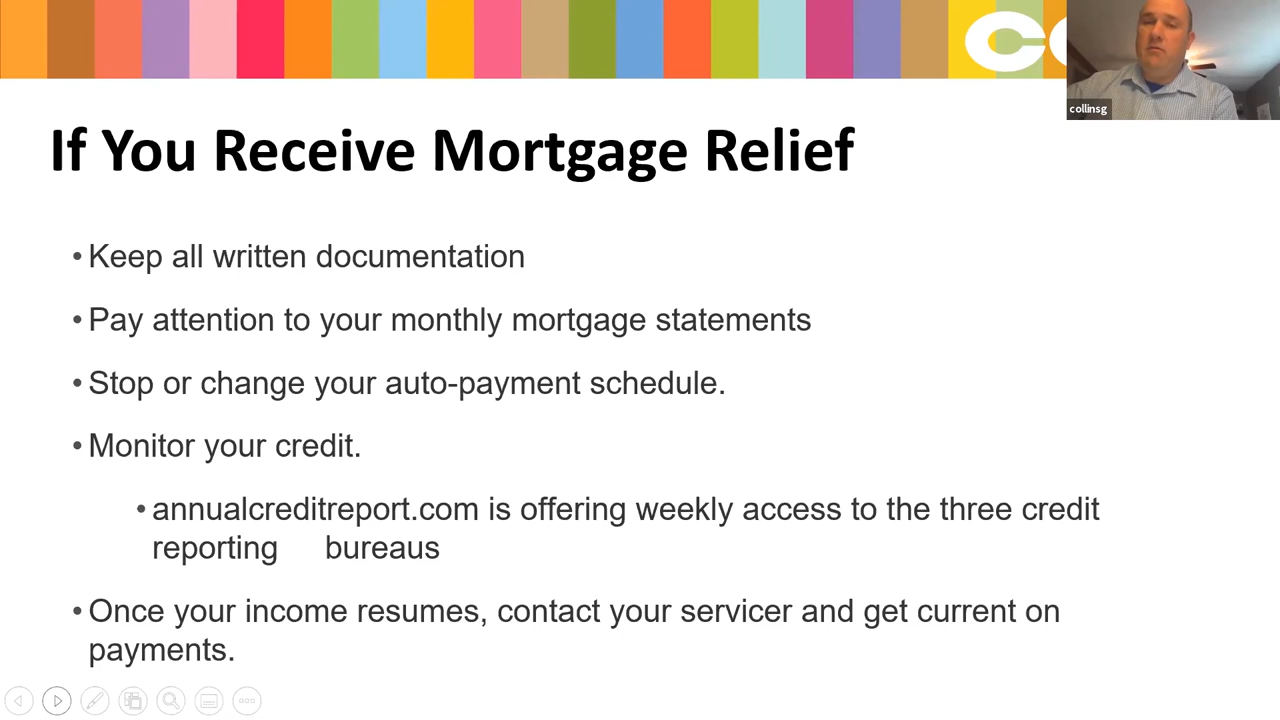 collinsg
If You Receive Mortgage Relief
• Keep all written documentation
• Pay attention to your monthly mortgage statements
• Stop or change your auto-payment schedule.
• Monitor your credit.
• annualcreditreport.com is offering weekly access to the three credit
reporting bureaus
• Once your income resumes, contact your servicer and get current on
payments.